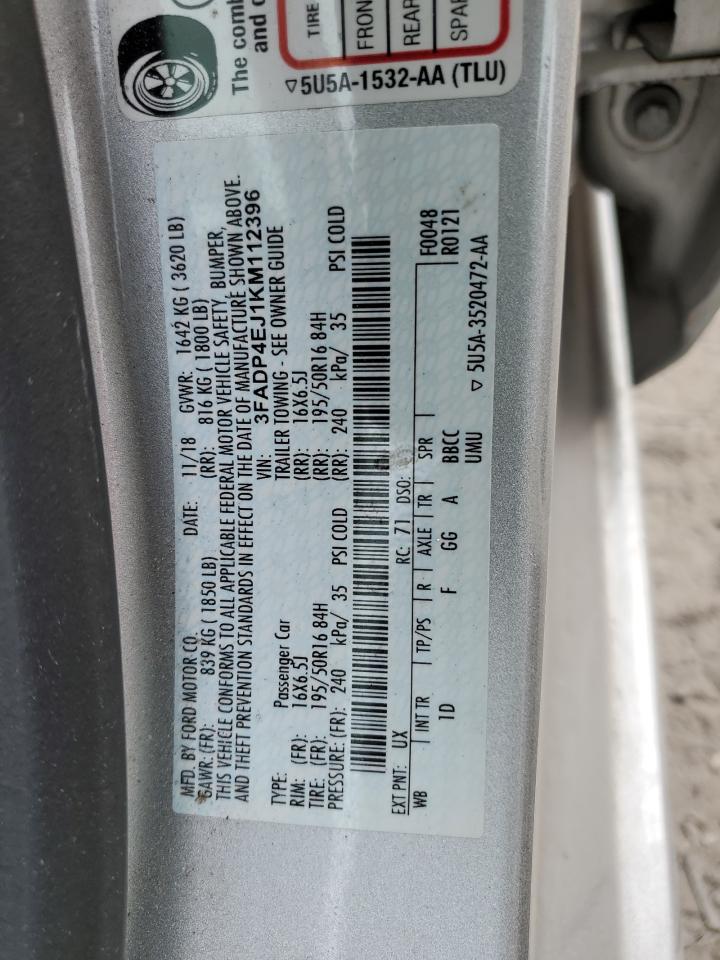 The comb
and o
TIRE
FRON
REAR
SPAR
▽5U5A-1532-AA (TLU)
MFD. BY FORD MOTOR CO. DATE: 11/18 GVWR: 1642 KG ( 3620 LB)
GAWR: (FR): 839 KG ( 1850 LB) (RR): 816 KG ( 1800 LB)
THIS VEHICLE CONFORMS TO ALL APPLICABLE FEDERAL MOTOR VEHICLE SAFETY, BUMPER,
AND THEFT PREVENTION STANDARDS IN EFFECT ON THE DATE OF MANUFACTURE SHOWN ABOVE.
VIN: 3FADP4EJ1KM112396
TYPE: Passenger Car TRAILER TOWING - SEE OWNER GUIDE
RIM: (FR): 16X6.5J (RR): 16X6.5J
TIRE: (FR): 195/50R16 84H (RR): 195/50R16 84H
PRESSURE: (FR): 240 kPa/ 35 PSI COLD (RR): 240 kPa/ 35 PSI COLD
EXT PNT: UX RC: 71 DSO: F0048
WB INT TR TP/PS R AXLE TR SPR R0121
1D F GG A BBCC
UMU
▽ 5U5A-3520472-AA